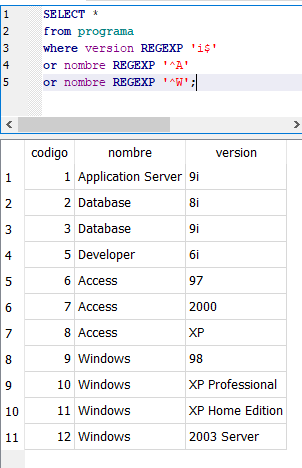 1 SELECT *
2 from programa
3 where version REGEXP 'i$'
4 or nombre REGEXP '^A'
5 or nombre REGEXP '^W';
codigo nombre version
1 1 Application Server 9i
2 2 Database 8i
3 3 Database 9i
4 5 Developer 6i
5 6 Access 97
6 7 Access 2000
7 8 Access XP
8 9 Windows 98
9 10 Windows XP Professional
10 11 Windows XP Home Edition
11 12 Windows 2003 Server